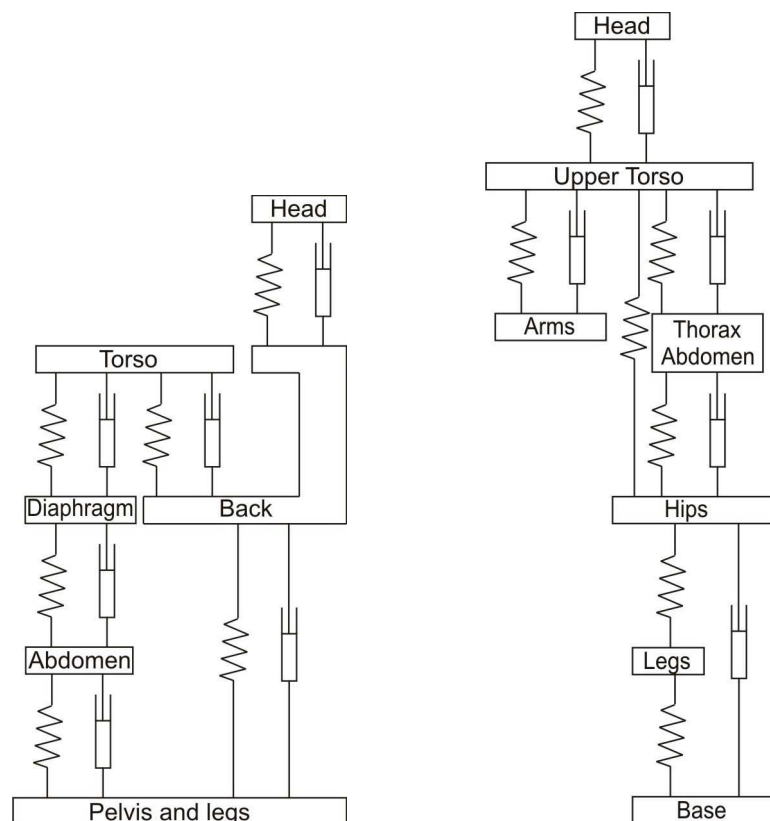 Head
Torso
Diaphragm
Back
Abdomen
Pelvis and legs
Head
Upper Torso
Arms
Thorax
Abdomen
Hips
Legs
Base